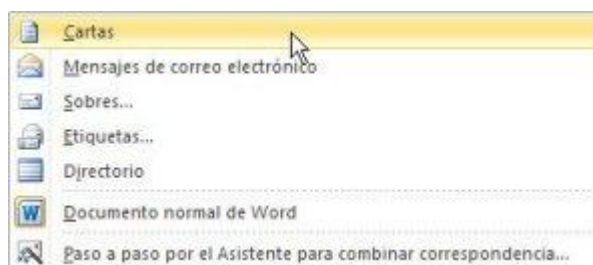 Cartas
Mensajes de correo electrónico
Sobres...
Etiquetas...
Directorio
W
Documento normal de Word
Paso a paso por el Asistente para combinar correspondencia...